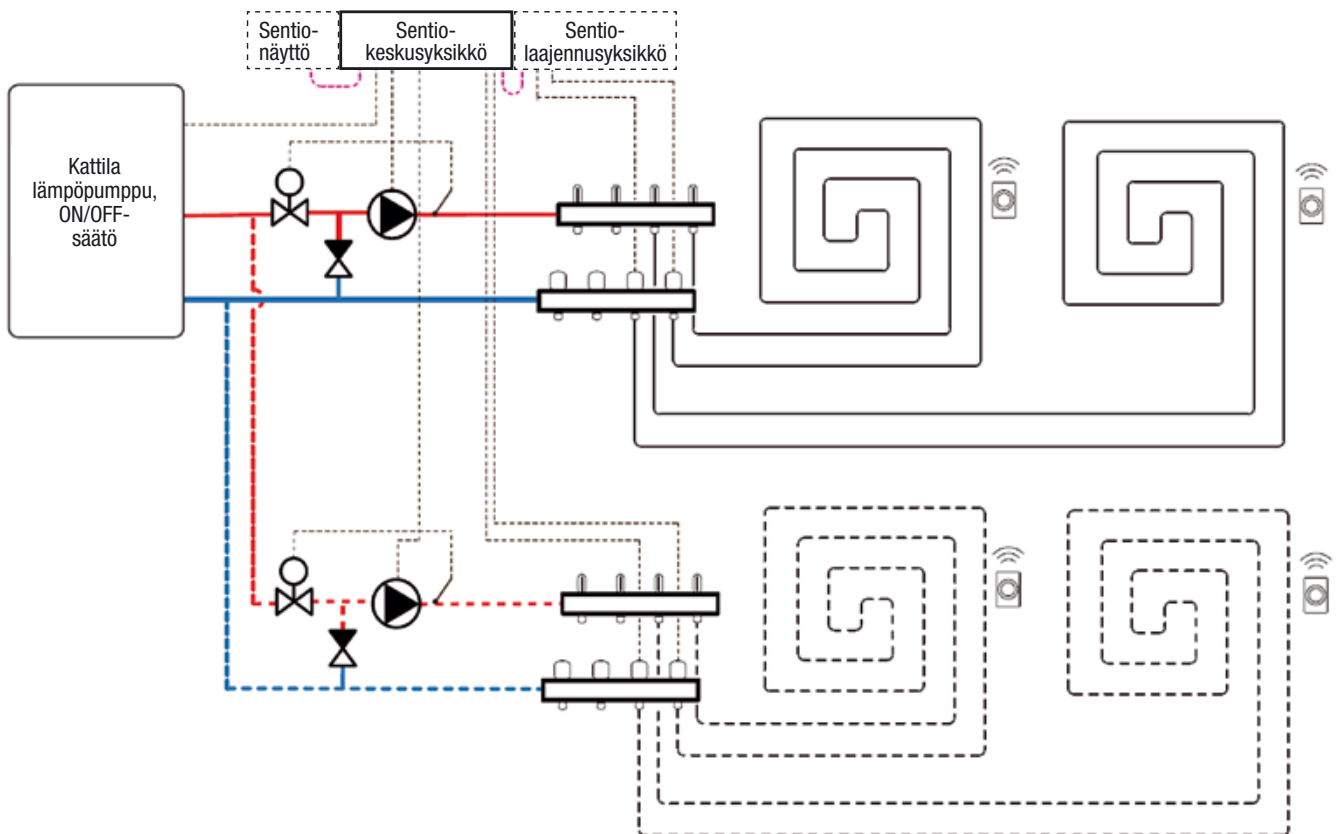 Sentio-
näyttö
Sentio-
keskusyksikkö
Sentio-
laajennusyksikkö
Kattila
lämpöpumppu,
ON/OFF-
säätö